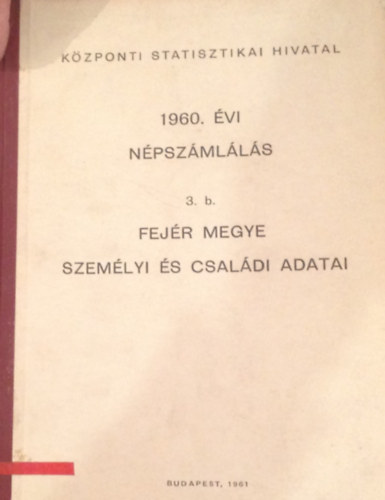 KÖZPONTI STATISZTIKAI HIVATAL
1960. ÉVI
NÉPSZÁMLÁLÁS
3. b.
FEJÉR MEGYE
SZEMÉLYI ÉS CSALÁDI ADATAI
BUDAPEST, 1961